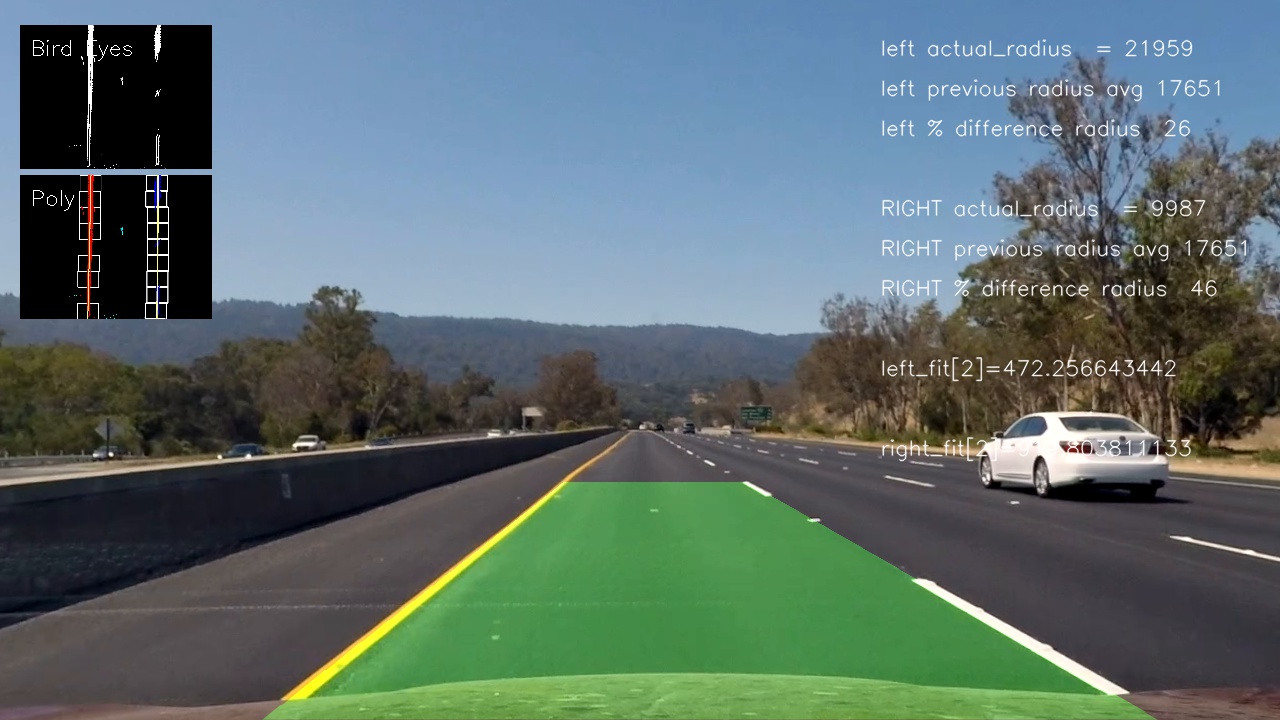 Bird Eyes
Poly
left actual_radius = 21959
left previous radius avg 17651
left % difference radius 26
RIGHT actual_radius = 9987
RIGHT previous radius avg 17651
RIGHT % difference radius 46
left_fit[2]=472.256643442